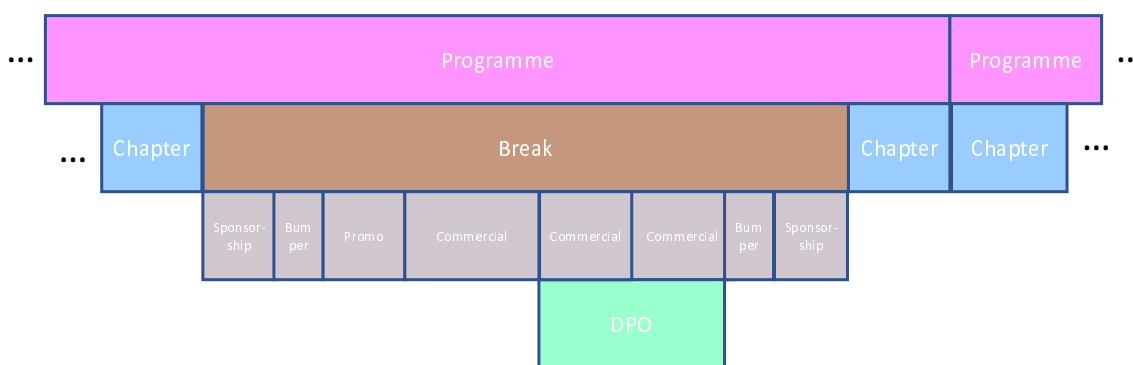 ... Programme Programme ..
... Chapter Break Chapter Chapter ...
Sponsor- Bum Promo Commercial Commercial Commercial Bum Sponsor-
ship per per ship
DPO